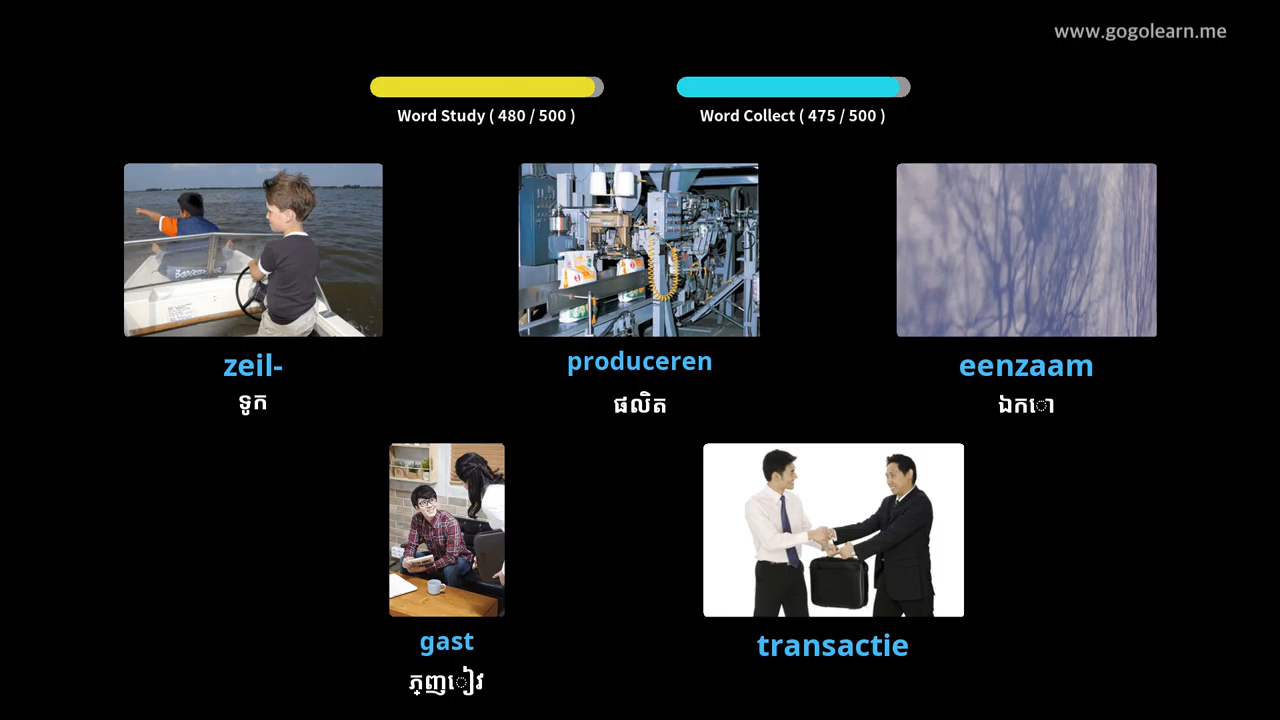 www.gogolearn.me
Word Study ( 480 / 500 )
Word Collect ( 475 / 500 )
zeil-
ទូក
produceren
ផលិត
eenzaam
ឯកោ
gast
ភ្ញៀវ
transactie